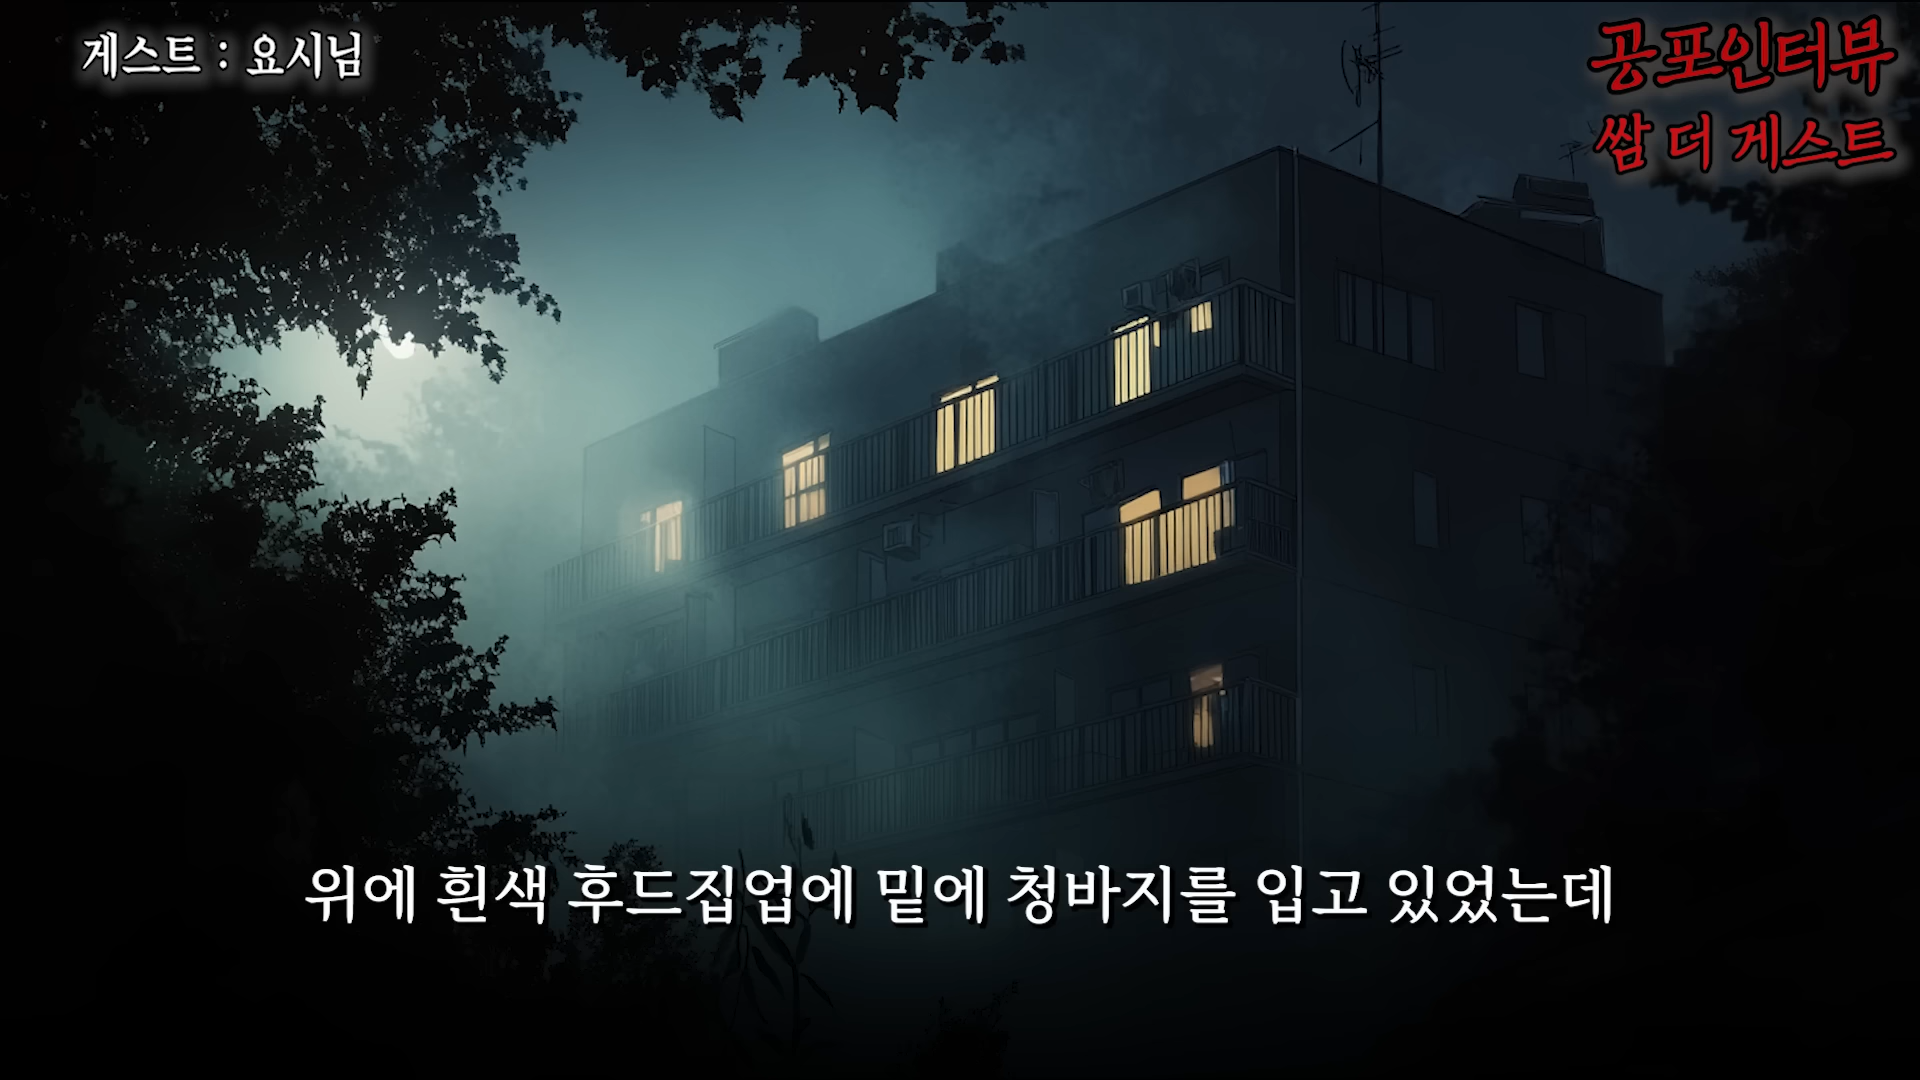 게스트 : 요시님
공포인터뷰
쌈 더 게스트
위에 흰색 후드집업에 밑에 청바지를 입고 있었는데